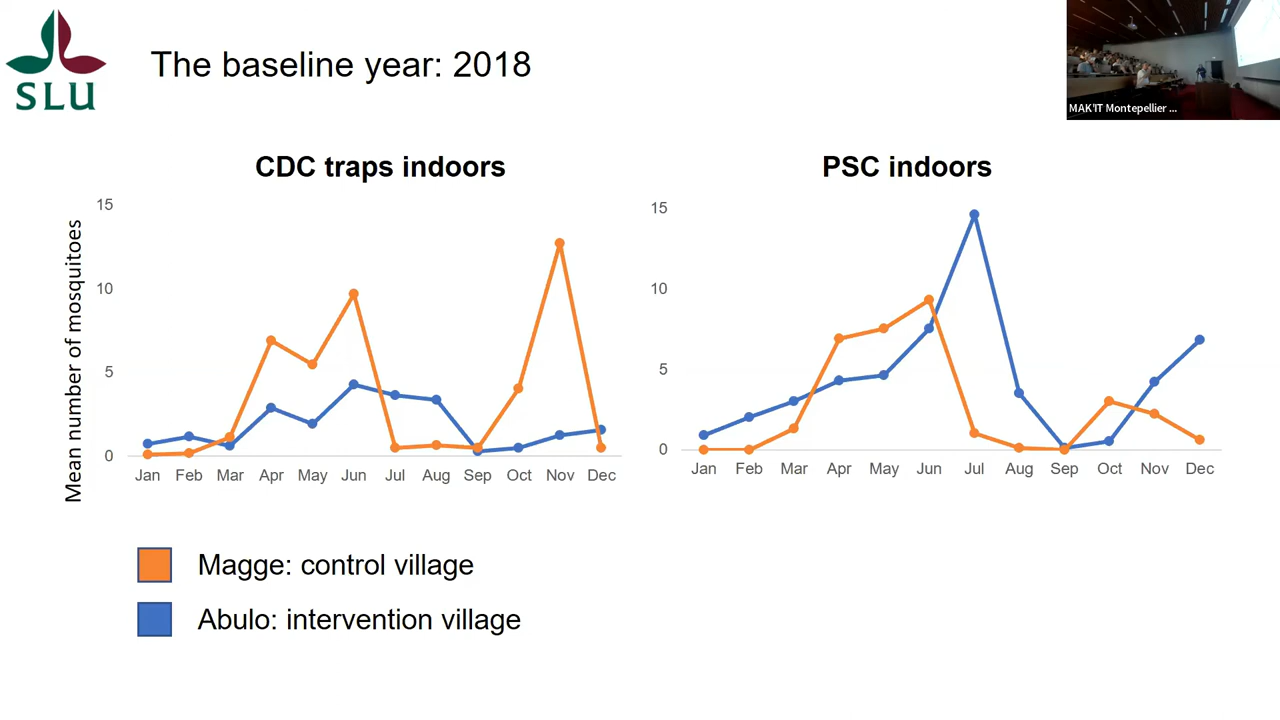 SLU
The baseline year: 2018
MAK'IT Montepellier ...
CDC traps indoors
Mean number of mosquitoes
15
10
5
0
Jan Feb Mar Apr May Jun Jul Aug Sep Oct Nov Dec
PSC indoors
15
10
5
0
Jan Feb Mar Apr May Jun Jul Aug Sep Oct Nov Dec
Magge: control village
Abulo: intervention village